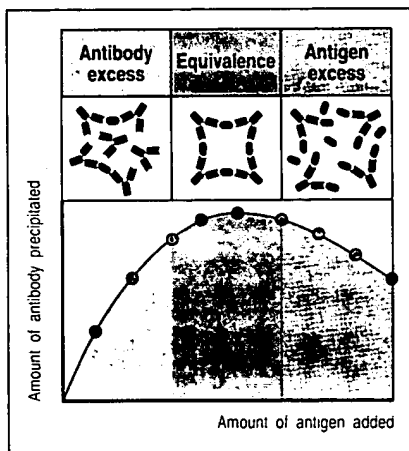 Antibody
excess
Equivalence
Antigen
excess
Amount of antibody precipitated
Amount of antigen added